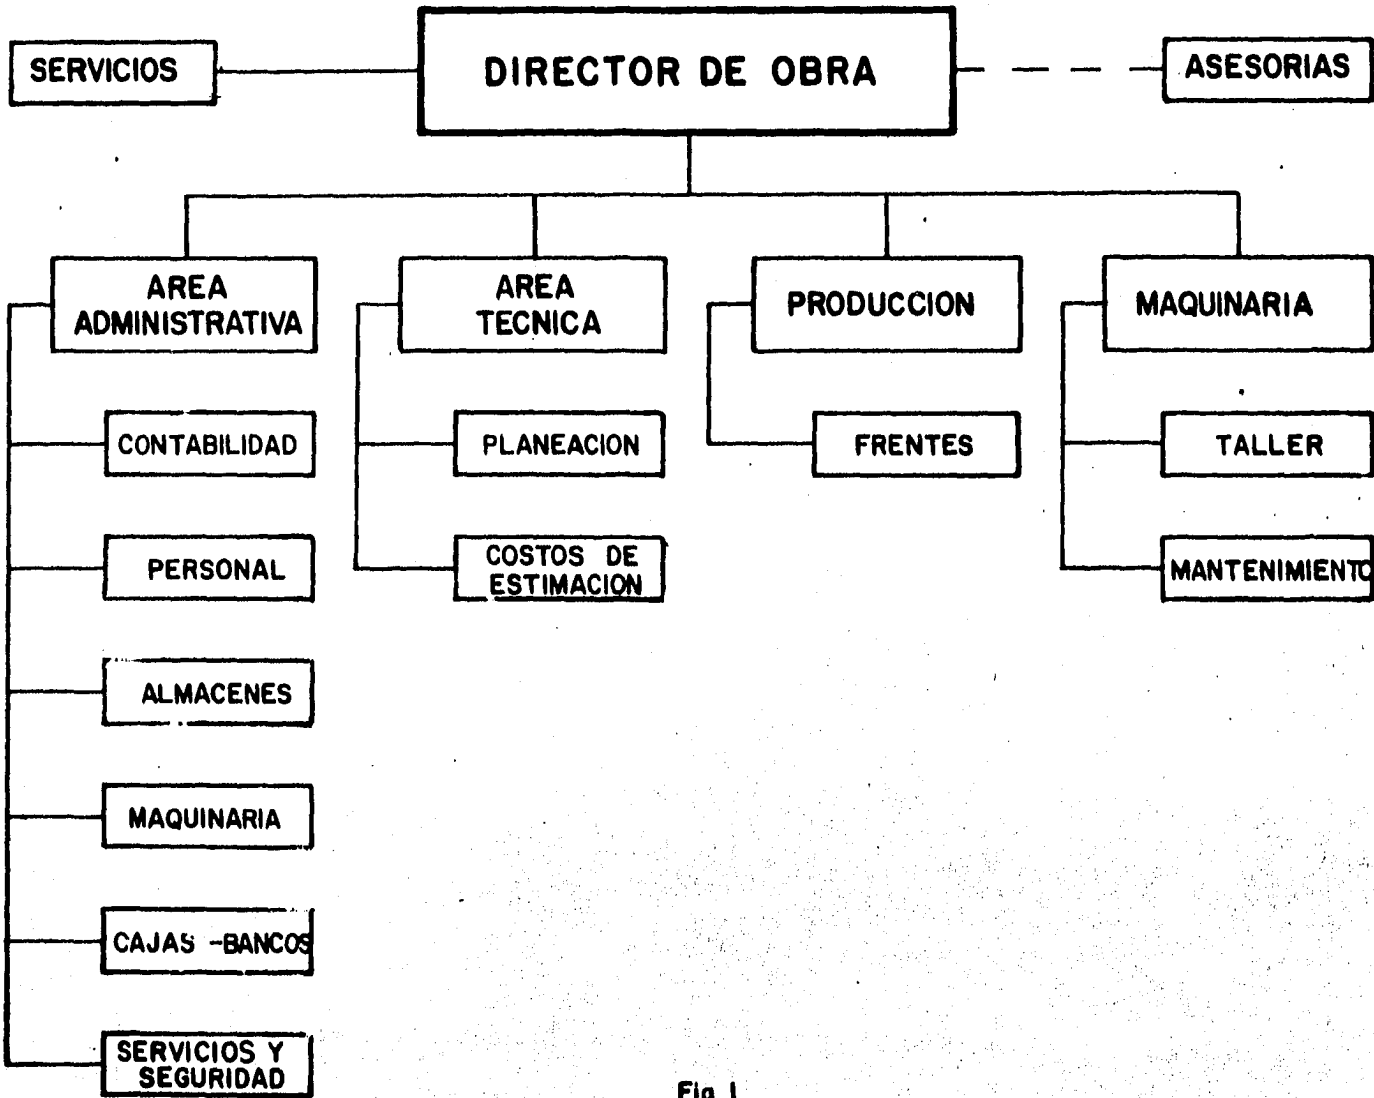 SERVICIOS
DIRECTOR DE OBRA
ASESORIAS
AREA
ADMINISTRATIVA
AREA
TECNICA
PRODUCCION
MAQUINARIA
CONTABILIDAD
PLANEACION
FRENTES
TALLER
PERSONAL
COSTOS DE
ESTIMACION
MANTENIMIENTO
ALMACENES
MAQUINARIA
CAJAS -BANCOS
SERVICIOS Y
SEGURIDAD
Fig 1